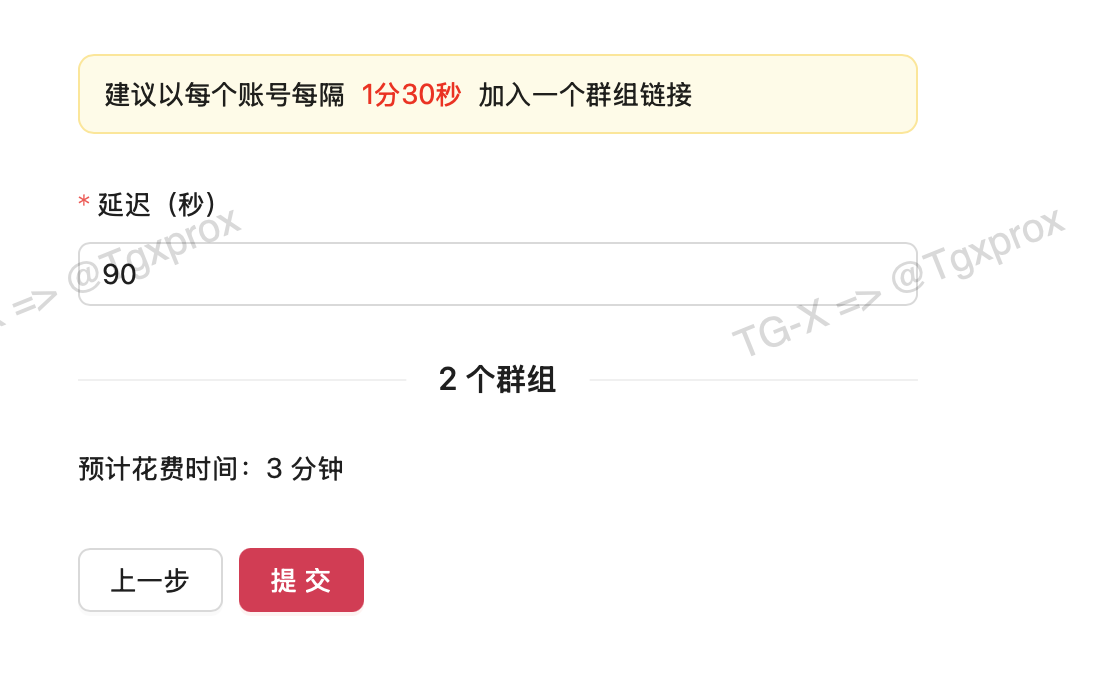 建议以每个账号每隔 1分30秒 加入一个群组链接
* 延迟（秒）
90
=> @Tgxprox
TG-X => @Tgxprox
2 个群组
预计花费时间：3 分钟
上一步
提 交